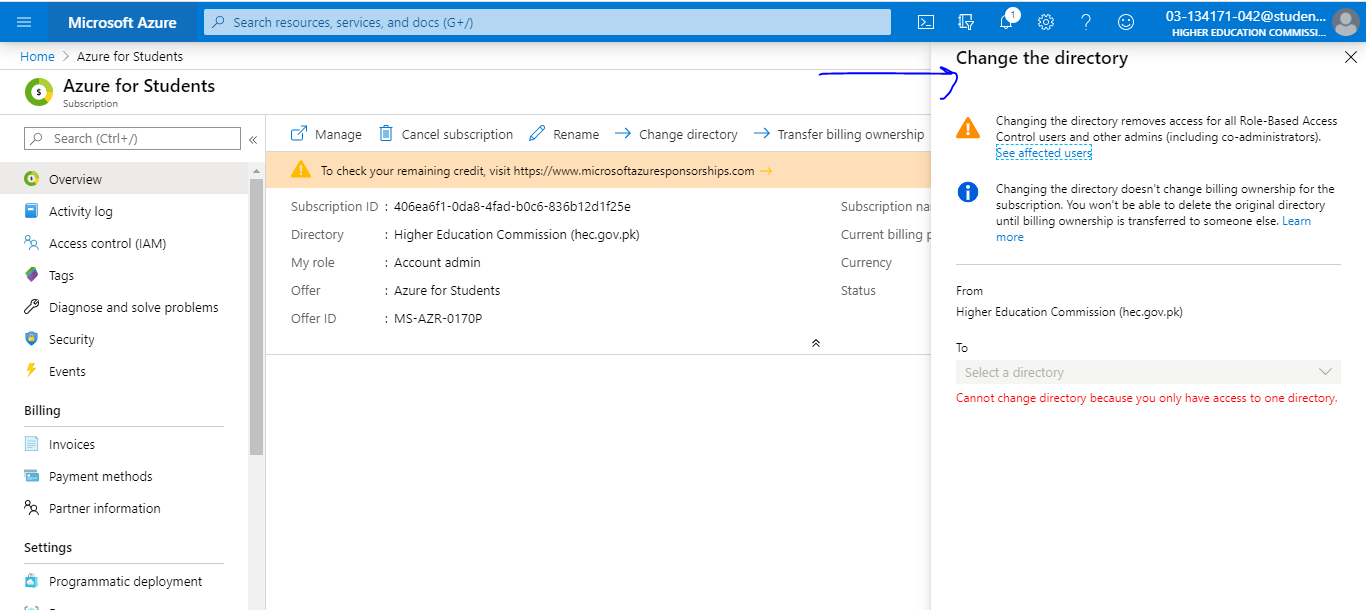 Microsoft Azure
Search resources, services, and docs (G+/)
1
03-134171-042@studen...
HIGHER EDUCATION COMMISSI...
Home > Azure for Students
$
Azure for Students
Subscription
Search (Ctrl+/)
«
Overview
Activity log
Access control (IAM)
Tags
Diagnose and solve problems
Security
Events
Billing
Invoices
Payment methods
Partner information
Settings
Programmatic deployment
Manage
Cancel subscription
Rename
Change directory
Transfer billing ownership
To check your remaining credit, visit https://www.microsoftazuresponsorships.com
Subscription ID : 406ea6f1-0da8-4fad-b0c6-836b12d1f25e
Directory : Higher Education Commission (hec.gov.pk)
My role : Account admin
Offer : Azure for Students
Offer ID : MS-AZR-0170P
Subscription na
Current billing p
Currency
Status
Change the directory
Changing the directory removes access for all Role-Based Access
Control users and other admins (including co-administrators).
See affected users
Changing the directory doesn't change billing ownership for the
subscription. You won't be able to delete the original directory
until billing ownership is transferred to someone else. Learn
more
From
Higher Education Commission (hec.gov.pk)
To
Select a directory
Cannot change directory because you only have access to one directory.